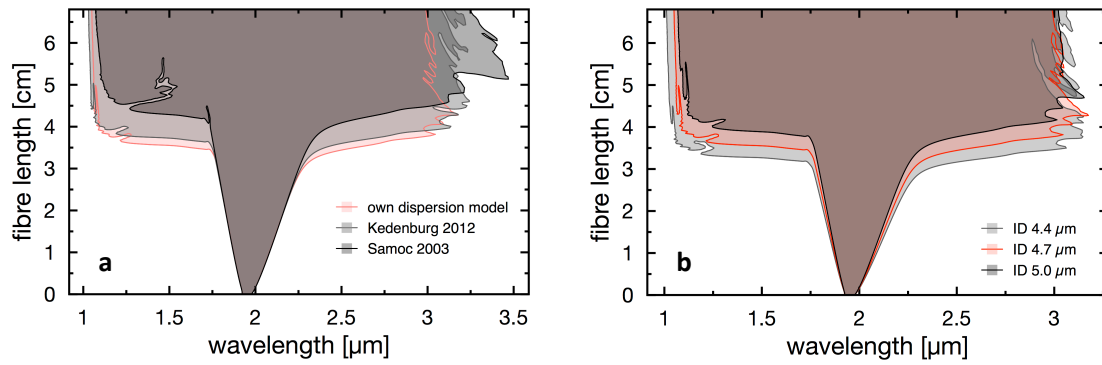 fibre length [cm]
6
5
4
3
2
1
0
own dispersion model
Kedenburg 2012
Samoc 2003
a
1
1.5
2
2.5
3
3.5
wavelength [µm]
fibre length [cm]
6
5
4
3
2
1
0
ID 4.4 µm
ID 4.7 µm
ID 5.0 µm
b
1
1.5
2
2.5
3
wavelength [µm]